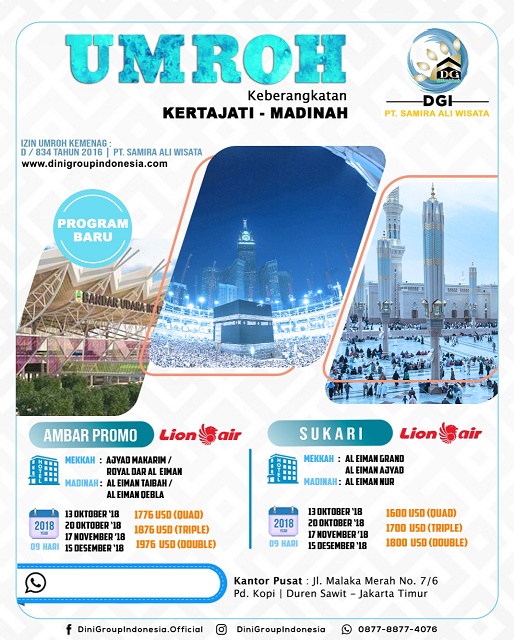 UMROH
Keberangkatan
KERTAJATI - MADINAH
DG
DGI
PT. SAMIRA ALI WISATA
IZIN UMROH KEMENAG :
D / 834 TAHUN 2016 | PT. SAMIRA ALI WISATA
www.dinigroupindonesia.com
PROGRAM
BARU
BANDAR UDARA
AMBAR PROMO
Lion air
HOTEL
MEKKAH : AJYAD MAKARIM /
ROYAL DAR AL EIMAN
MADINAH : AL EIMAN TAIBAH /
AL EIMAN QEBLA
2018
09 HARI
13 OKTOBER '18
20 OKTOBER '18
17 NOVEMBER '18
15 DESEMBER '18
1776 USD (QUAD)
1876 USD (TRIPLE)
1976 USD (DOUBLE)
SUKARI
Lion air
HOTEL
MEKKAH : AL EIMAN GRAND
AL EIMAN AJYAD
MADINAH : AL EIMAN NUR
2018
09 HARI
13 OKTOBER '18
20 OKTOBER '18
17 NOVEMBER '18
15 DESEMBER '18
1600 USD (QUAD)
1700 USD (TRIPLE)
1800 USD (DOUBLE)
Kantor Pusat : Jl. Malaka Merah No. 7/6
Pd. Kopi | Duren Sawit - Jakarta Timur
DiniGroupIndonesia.Official
DiniGroupIndonesia
0877-8877-4076